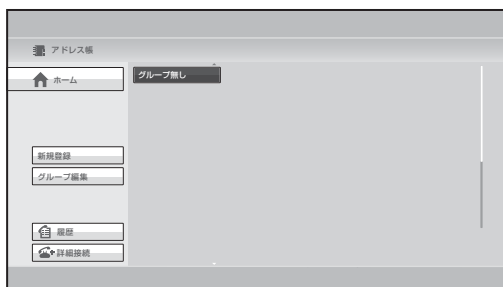 アドレス帳
ホーム
グループ無し
新規登録
グループ編集
履歴
詳細接続